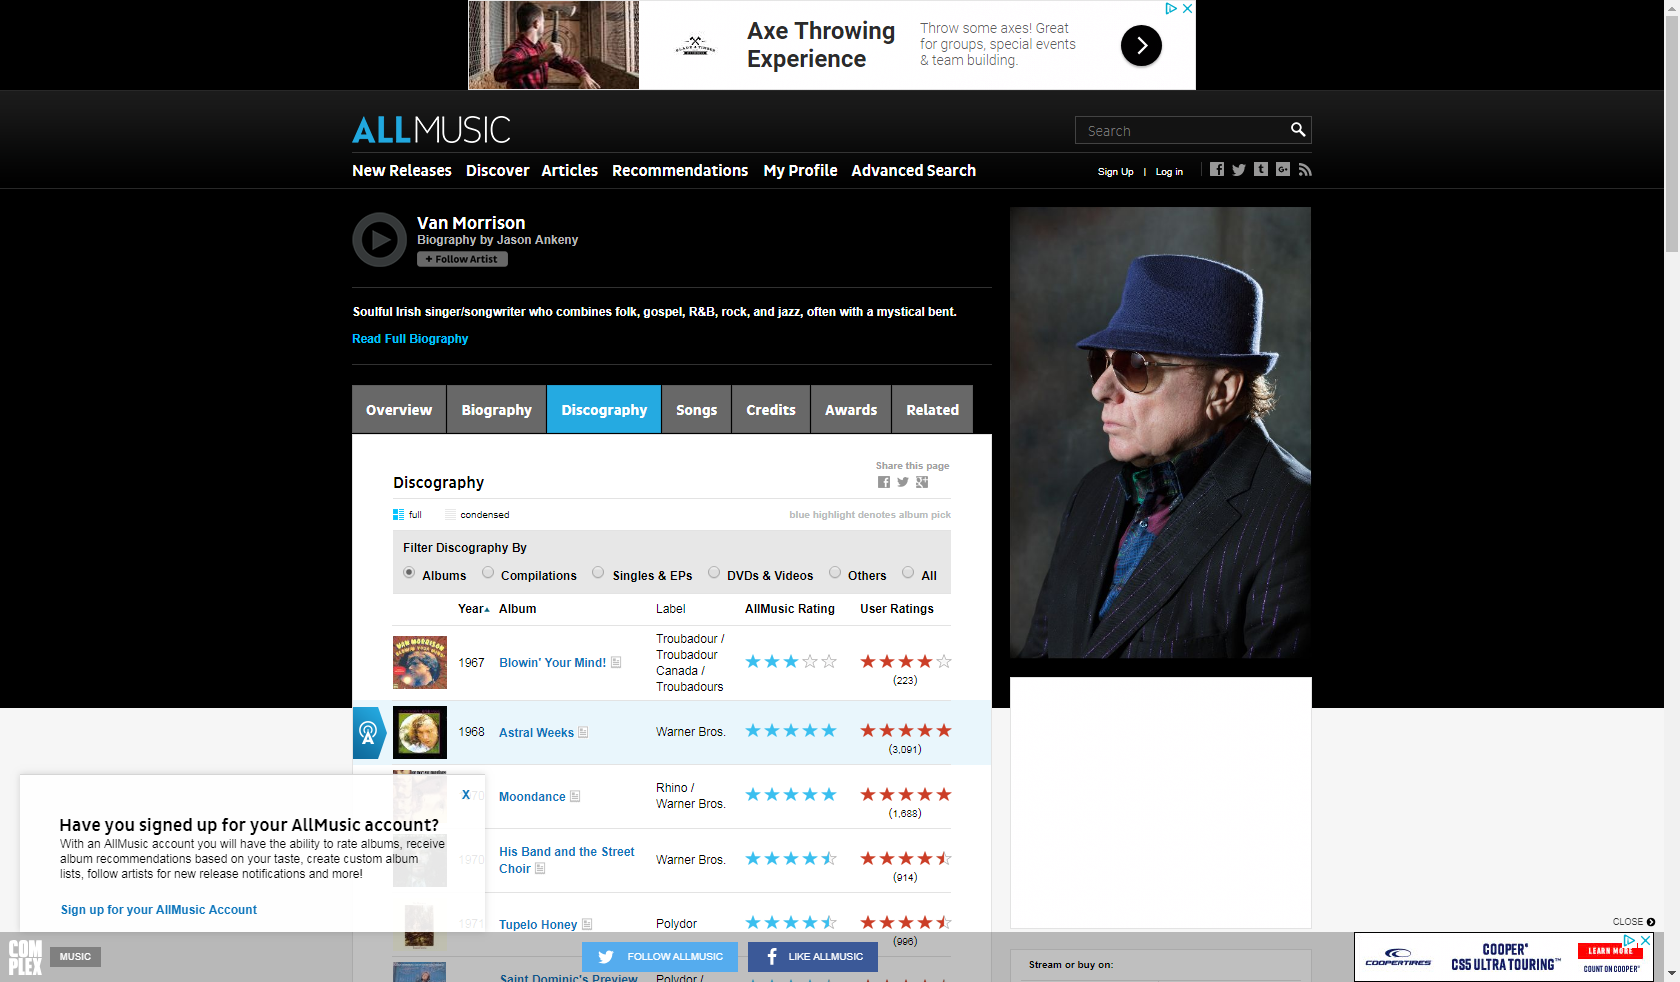 Axe Throwing
Experience
Throw some axes! Great
for groups, special events
& team building.
ALLMUSIC
Search
New Releases Discover Articles Recommendations My Profile Advanced Search
Sign Up | Log in
Van Morrison
Biography by Jason Ankeny
+ Follow Artist
Soulful Irish singer/songwriter who combines folk, gospel, R&B, rock, and jazz, often with a mystical bent.
Read Full Biography
Overview Biography Discography Songs Credits Awards Related
Share this page
Discography
full condensed blue highlight denotes album pick
Filter Discography By
Albums Compilations Singles & EPs DVDs & Videos Others All
Year Album Label AllMusic Rating User Ratings
VAN MORRISON
BLOWIN' YOUR MIND!
1967 Blowin' Your Mind!
Troubadour /
Troubadour
Canada /
Troubadours
(223)
1968 Astral Weeks Warner Bros.
(3,091)
1970 Moondance
Rhino /
Warner Bros.
(1,688)
1970 His Band and the Street
Choir
Warner Bros.
(914)
1971 Tupelo Honey Polydor
(996)
Saint Dominic's Preview Polydor /
X
Have you signed up for your AllMusic account?
With an AllMusic account you will have the ability to rate albums, receive
album recommendations based on your taste, create custom album
lists, follow artists for new release notifications and more!
Sign up for your AllMusic Account
COM
PLEX
MUSIC
FOLLOW ALLMUSIC LIKE ALLMUSIC
Stream or buy on:
CLOSE
COOPERTIRES
COOPER®
CS5 ULTRA TOURING™
LEARN MORE
COUNT ON COOPER®